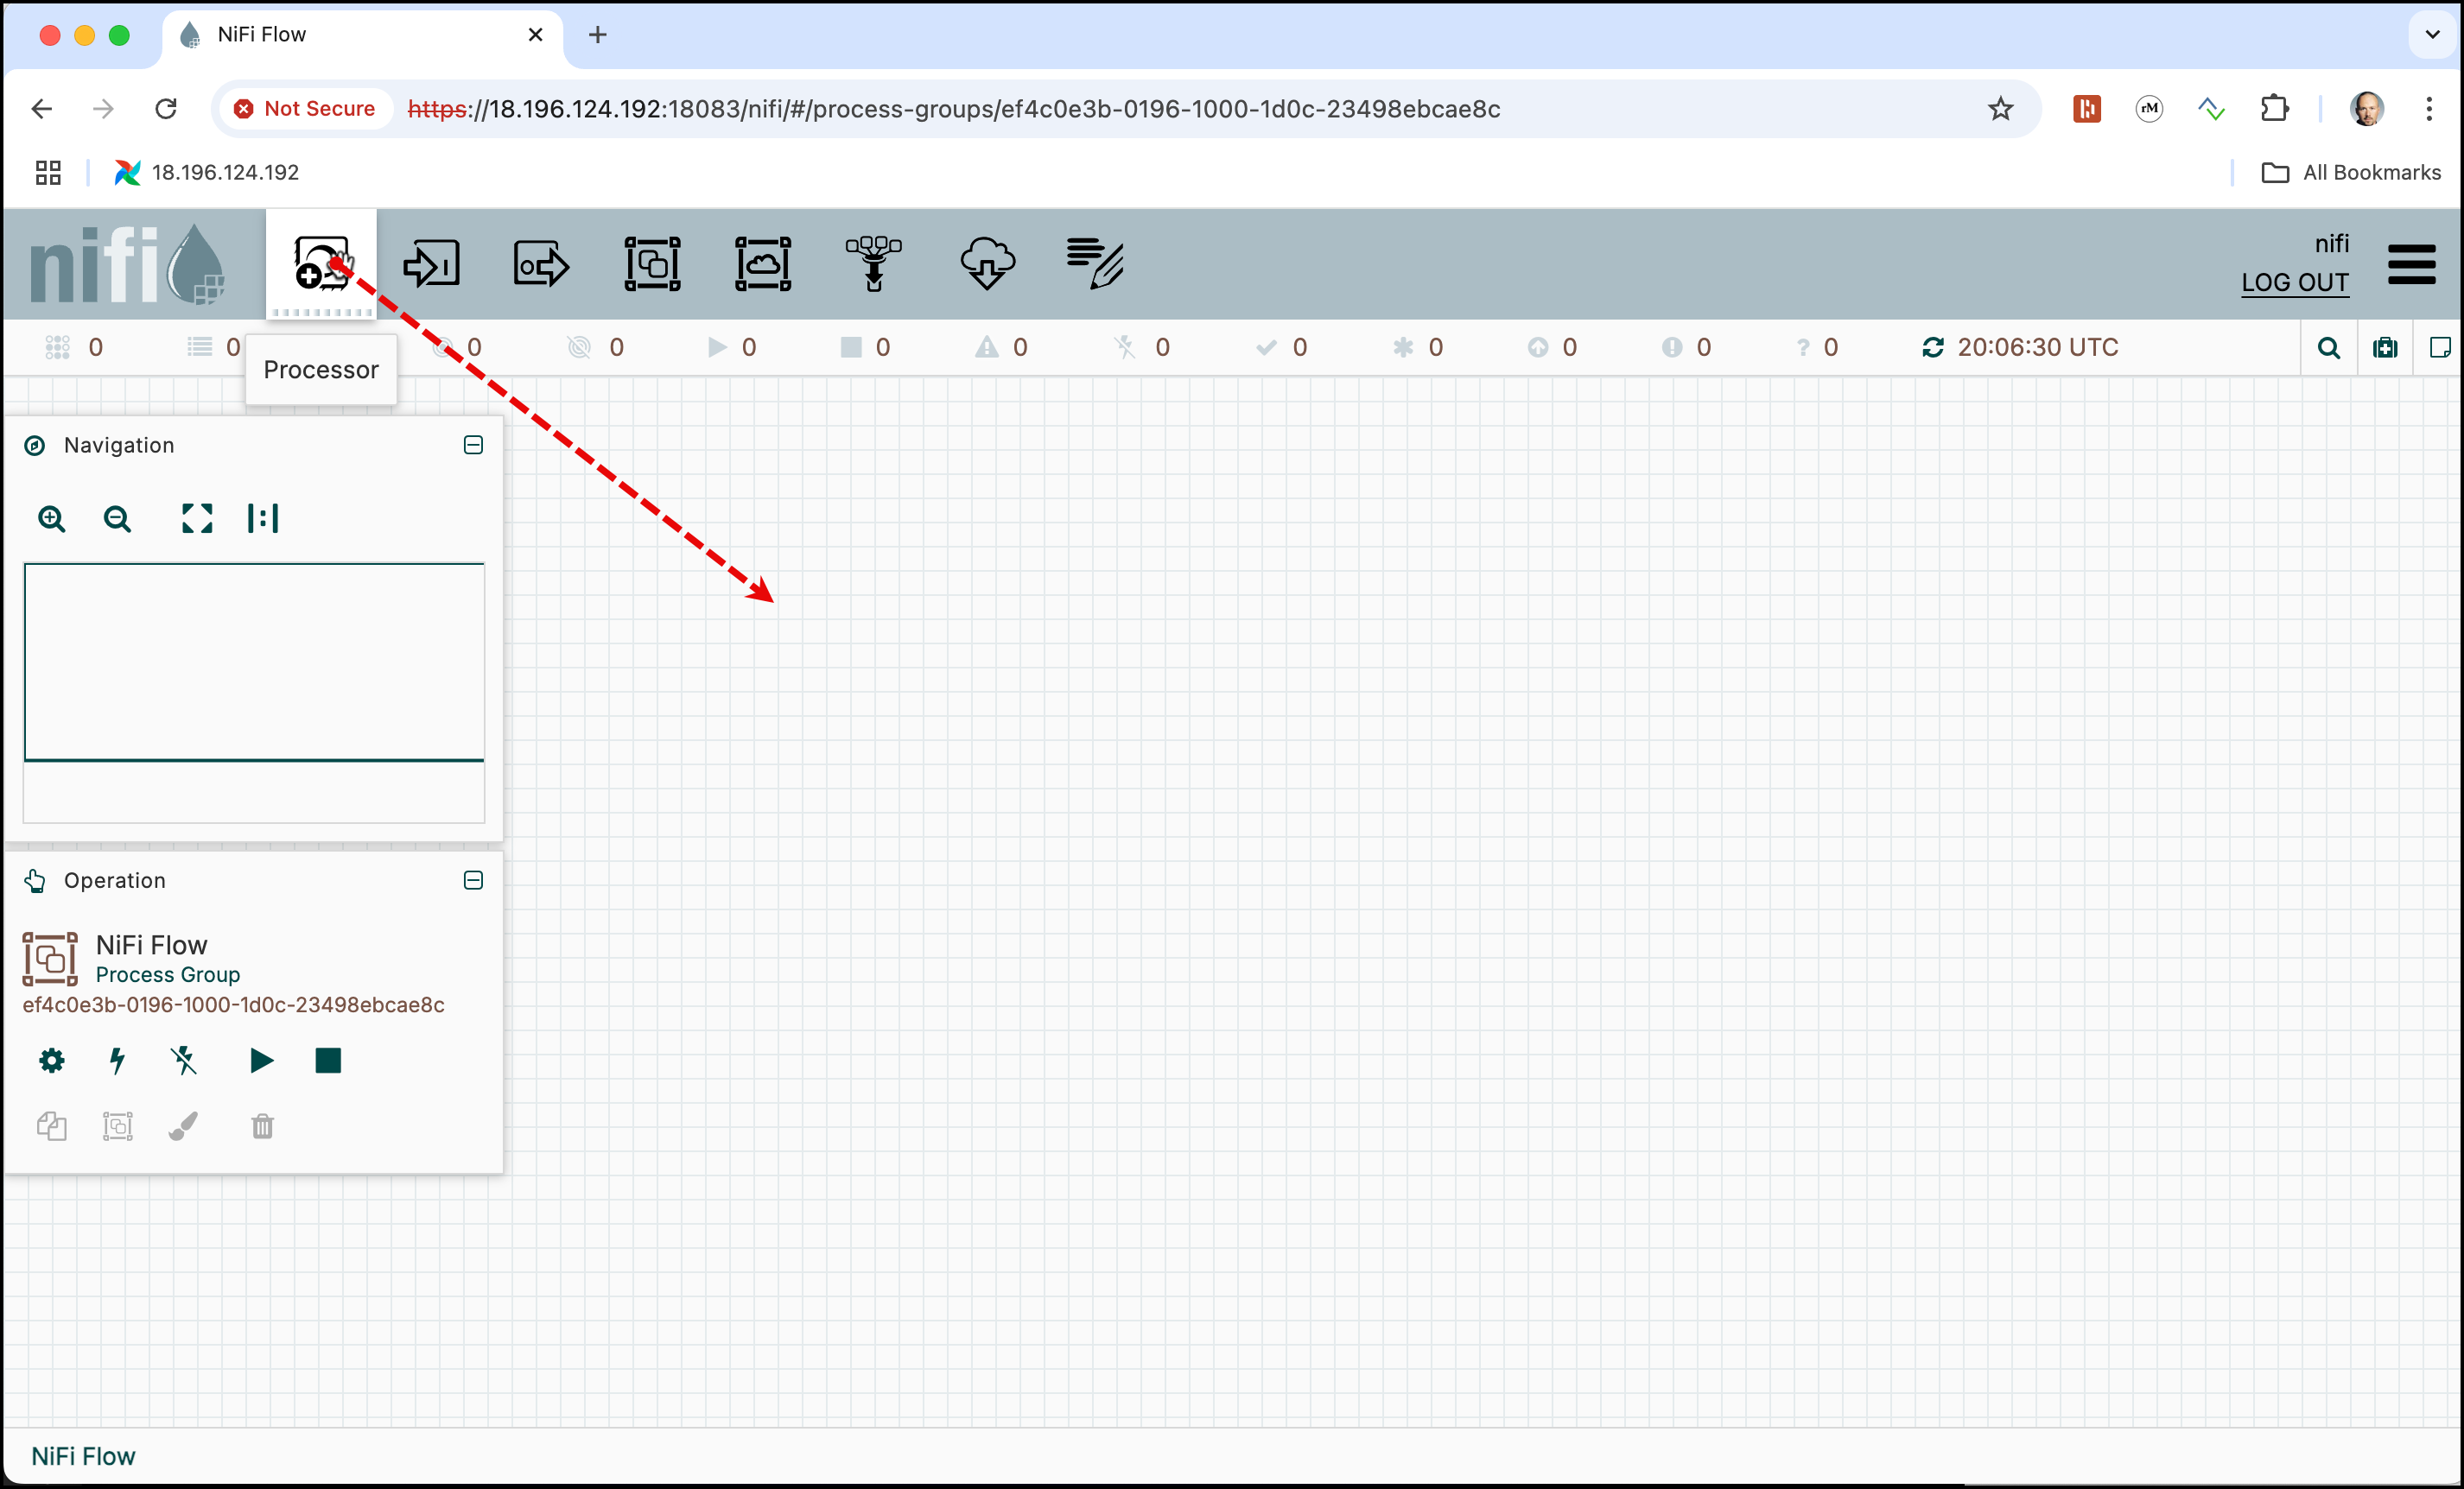 NiFi Flow
Not Secure https://18.196.124.192:18083/nifi/#/process-groups/ef4c0e3b-0196-1000-1d0c-23498ebcae8c
rM
18.196.124.192
All Bookmarks
nifi
nifi
LOG OUT
0 0 0 0 0 0 0 0 0 0 0 0 ? 0 20:06:30 UTC
Processor
Navigation
Operation
NiFi Flow
Process Group
ef4c0e3b-0196-1000-1d0c-23498ebcae8c
NiFi Flow